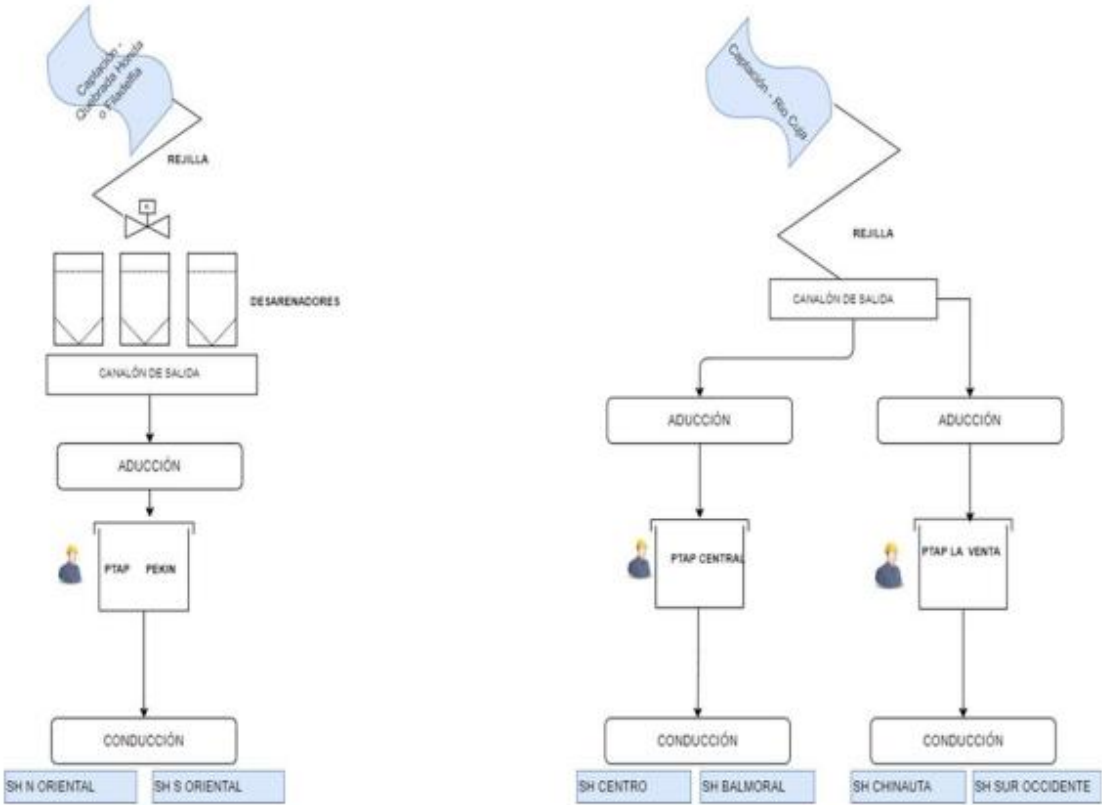 Captación -
Quebrada Honda
o Filadelfia
REJILLA
DESARENADORES
CANALÓN DE SALIDA
ADUCCIÓN
PTAP PEKIN
CONDUCCIÓN
SH N ORIENTAL
SH S ORIENTAL
Captación - Rio Cuja
REJILLA
CANALÓN DE SALIDA
ADUCCIÓN
ADUCCIÓN
PTAP CENTRAL
PTAP LA VENTA
CONDUCCIÓN
CONDUCCIÓN
SH CENTRO
SH BALMORAL
SH CHINAUTA
SH SUR OCCIDENTE